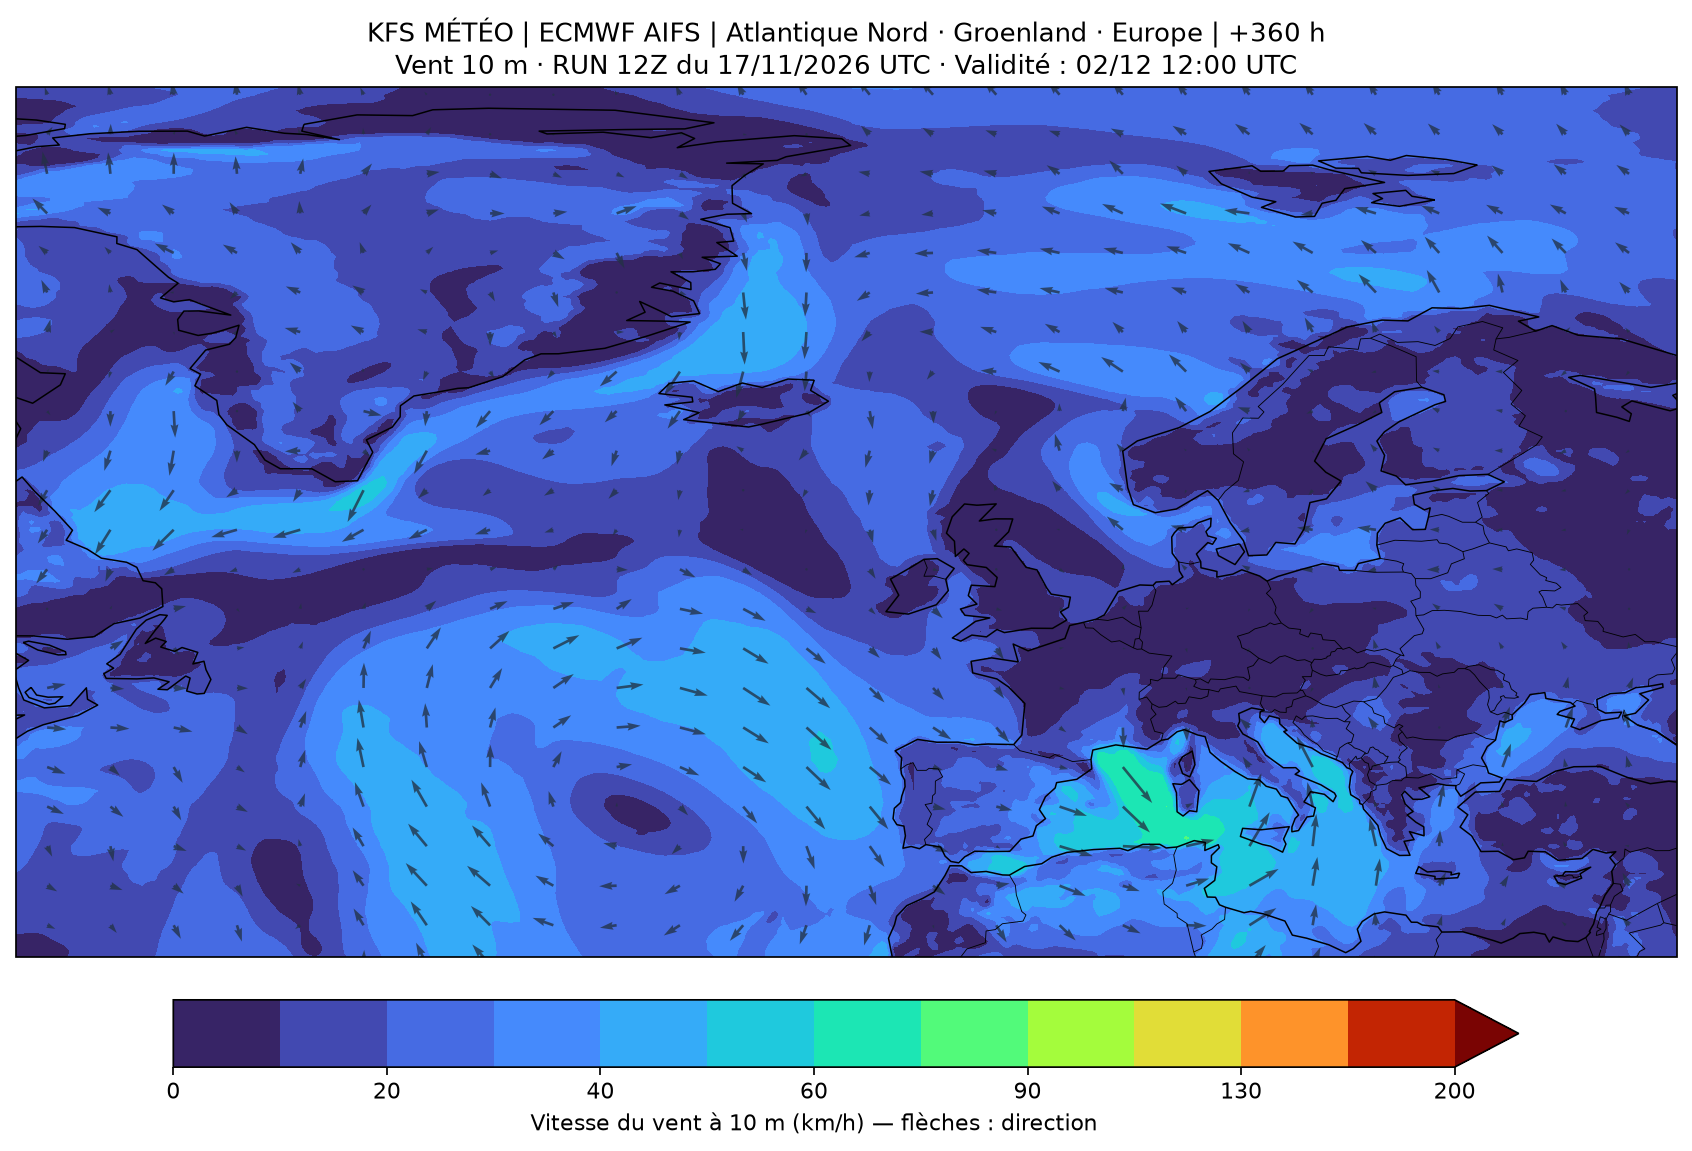 KFS MÉTÉO | ECMWF AIFS | Atlantique Nord · Groenland · Europe | +360 h
Vent 10 m · RUN 12Z du 17/11/2026 UTC · Validité : 02/12 12:00 UTC
0 20 40 60 90 130 200
Vitesse du vent à 10 m (km/h) — flèches : direction